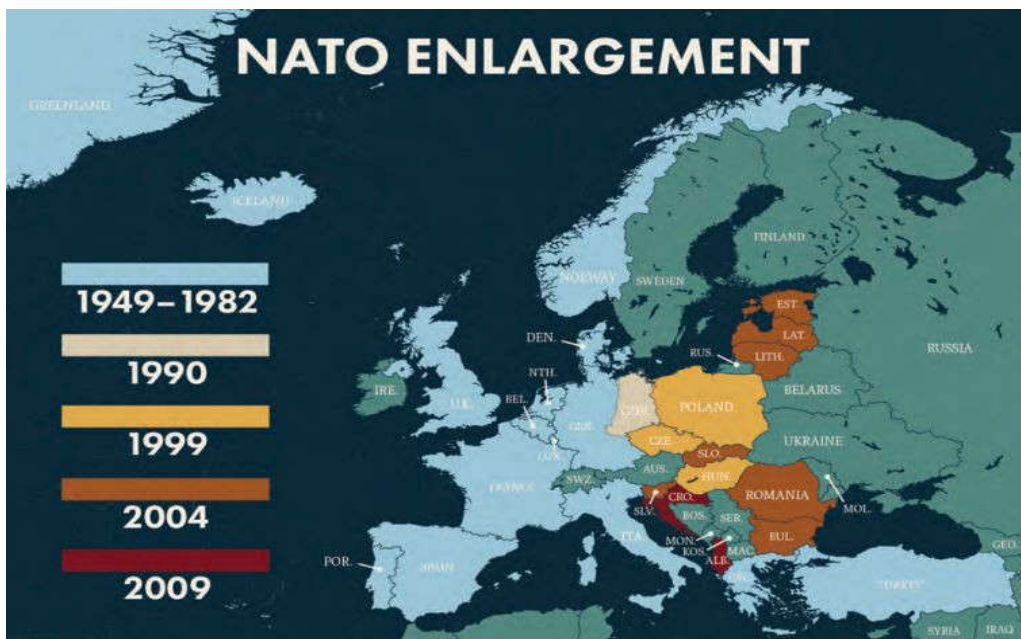 NATO ENLARGEMENT
GREENLAND
ICELAND
NORWAY
SWEDEN
FINLAND
RUSSIA
1949–1982
1990
1999
2004
2009
EST.
LAT.
LITH.
RUS.
DEN.
NTH.
BEL.
LUX.
IRE.
U.K.
GER.
GER.
POLAND
BELARUS
UKRAINE
CZE.
SLO.
AUS.
HUN.
SWZ.
FRANCE
ROMANIA
MOL.
SLV.
CRO.
BOS.
SER.
ITA.
MON.
KOS.
MAC.
ALB.
BUL.
GEO.
POR.
SPAIN
TURKEY
SYRIA
IRAQ